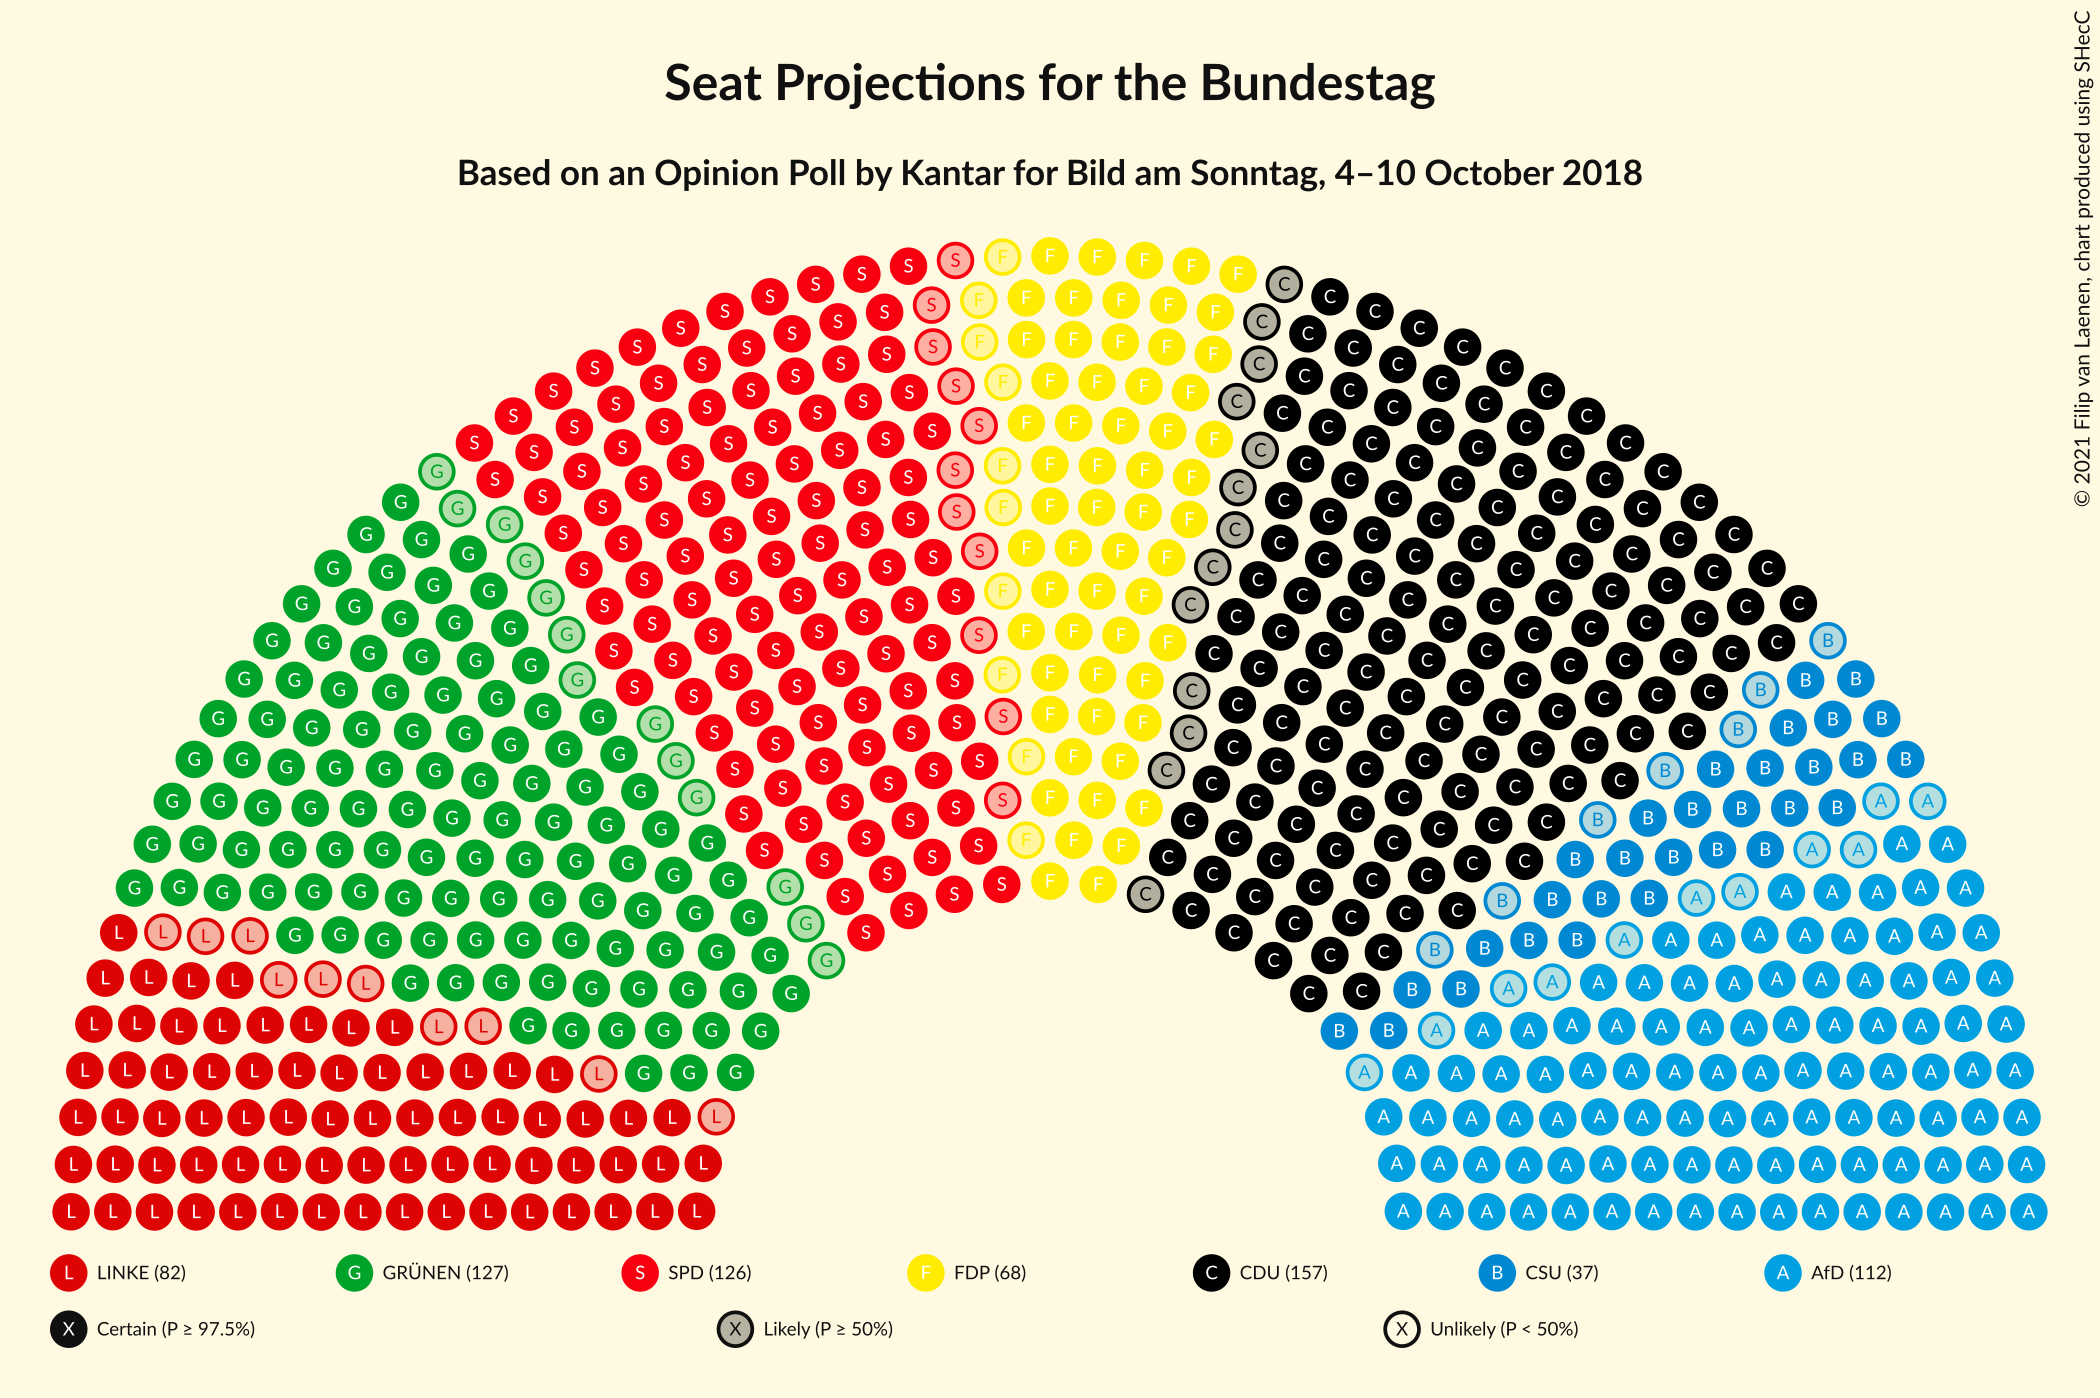 Seat Projections for the Bundestag
Based on an Opinion Poll by Kantar for Bild am Sonntag, 4–10 October 2018
© 2021 Filip van Laenen, chart produced using SHecC
L LINKE (82)
G GRÜNEN (127)
S SPD (126)
F FDP (68)
C CDU (157)
B CSU (37)
A AfD (112)
X Certain (P ≥ 97.5%)
X Likely (P ≥ 50%)
X Unlikely (P < 50%)